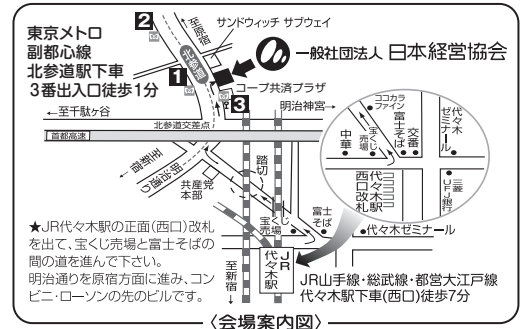 東京メトロ
副都心線
北参道駅下車
3番出入口徒歩1分
2
至原宿
サンドウィッチ サブウェイ
北参道
1
一般社団法人 日本経営協会
コープ共済プラザ
3
明治神宮→
←至千駄ヶ谷
北参道交差点
首都高速
至新宿
明治通り
共産党
本部
踏切
ココカラ
ファイン
中華
宝くじ
売場
富士そば
交番
代々木
ゼミナール
代々木駅
西口改札
三菱
UFJ銀行
宝くじ
売場
富士
そば
代々木ゼミナール
至新宿
JR
代々木駅
★JR代々木駅の正面(西口)改札
を出て、宝くじ売場と富士そばの
間の道を進んで下さい。
明治通りを原宿方面に進み、コン
ビニ・ローソンの先のビルです。
JR山手線・総武線・都営大江戸線
代々木駅下車(西口)徒歩7分
〈会場案内図〉